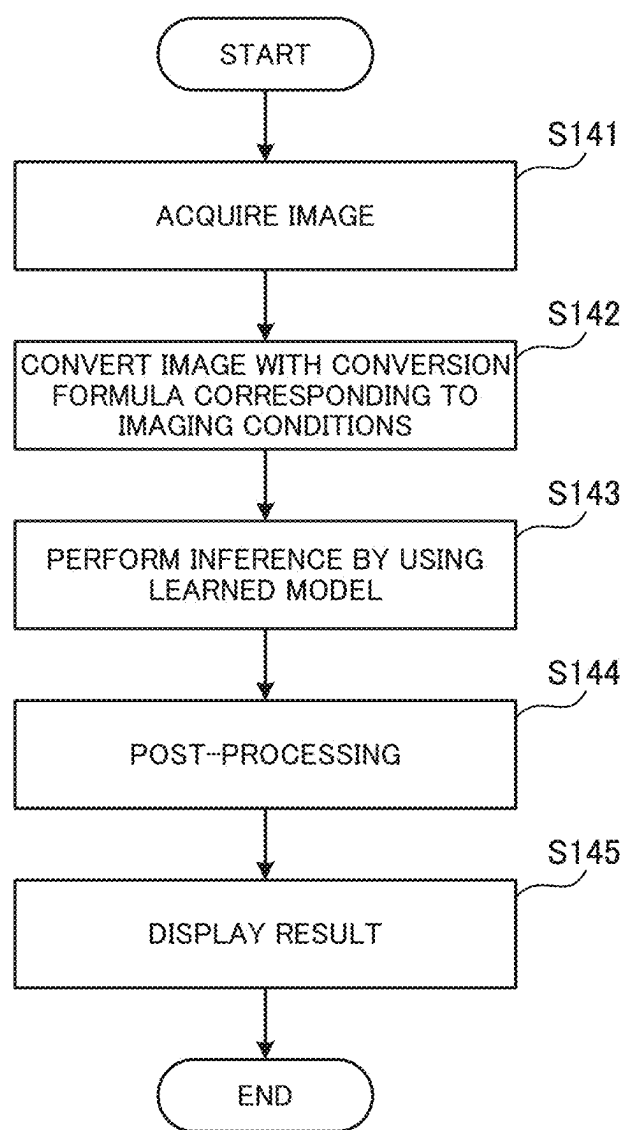 START
S141
ACQUIRE IMAGE
S142
CONVERT IMAGE WITH CONVERSION
FORMULA CORRESPONDING TO
IMAGING CONDITIONS
S143
PERFORM INFERENCE BY USING
LEARNED MODEL
S144
POST-PROCESSING
S145
DISPLAY RESULT
END